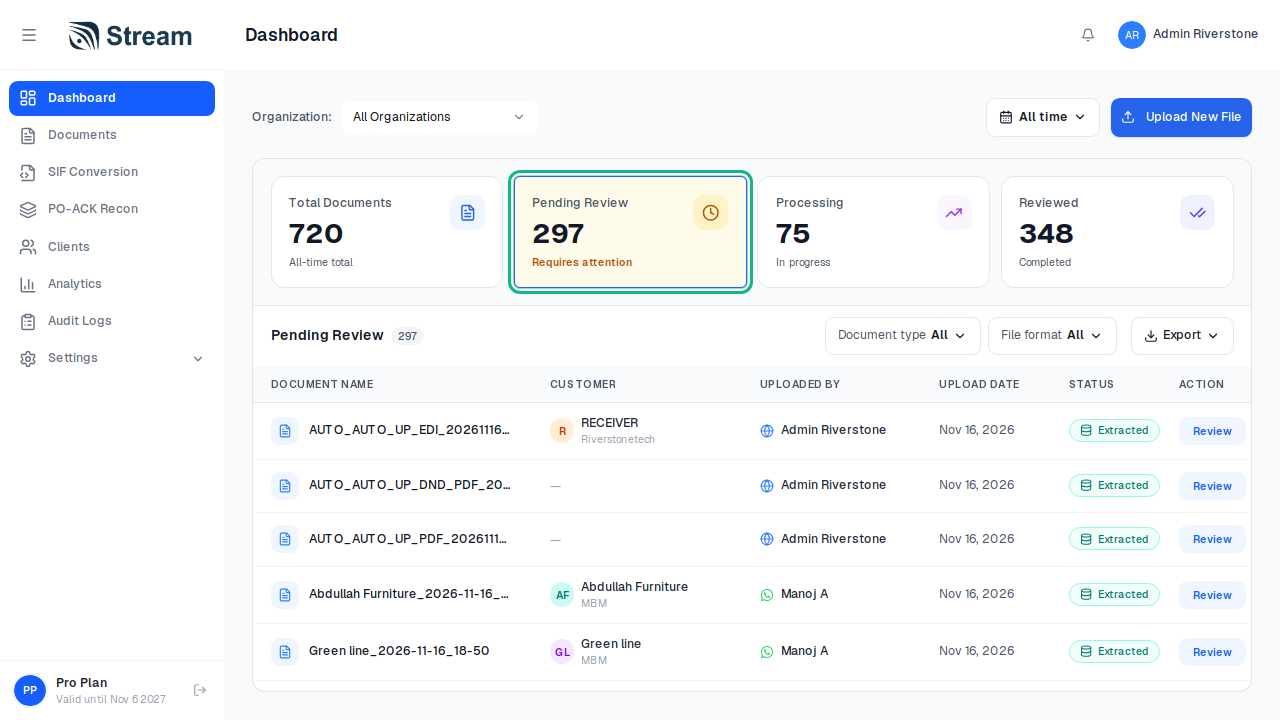 Stream
Dashboard
AR
Admin Riverstone
Dashboard
Documents
SIF Conversion
PO-ACK Recon
Clients
Analytics
Audit Logs
Settings
PP
Pro Plan
Valid until Nov 6 2027
Organization:
All Organizations
All time
Upload New File
Total Documents
720
All-time total
Pending Review
297
Requires attention
Processing
75
In progress
Reviewed
348
Completed
Pending Review 297
Document type All
File format All
Export
DOCUMENT NAME CUSTOMER UPLOADED BY UPLOAD DATE STATUS ACTION
AUTO_AUTO_UP_EDI_20261116... R RECEIVER Admin Riverstone Nov 16, 2026 Extracted Review
Riverstonetech
AUTO_AUTO_UP_DND_PDF_20... — Admin Riverstone Nov 16, 2026 Extracted Review
AUTO_AUTO_UP_PDF_2026111... — Admin Riverstone Nov 16, 2026 Extracted Review
Abdullah Furniture_2026-11-16_... AF Abdullah Furniture Manoj A Nov 16, 2026 Extracted Review
MBM
Green line_2026-11-16_18-50 GL Green line Manoj A Nov 16, 2026 Extracted Review
MBM